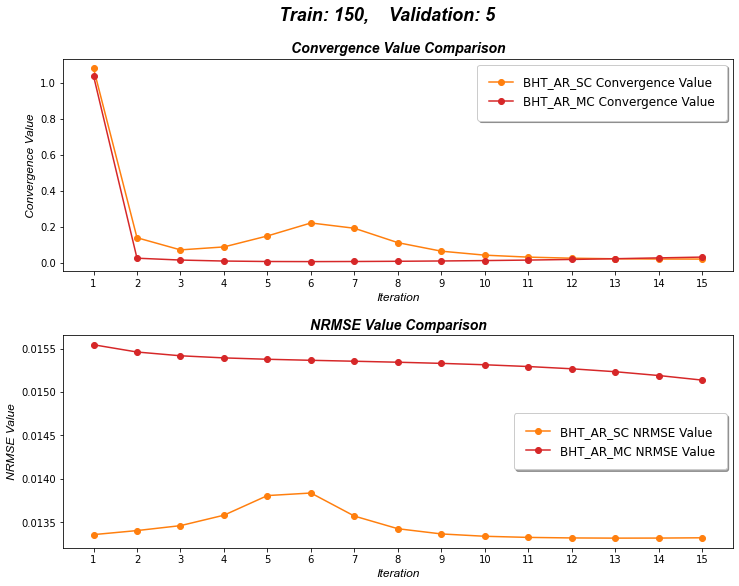 Train: 150,    Validation: 5
Convergence Value Comparison
Convergence Value
1.0
0.8
0.6
0.4
0.2
0.0
BHT_AR_SC Convergence Value
BHT_AR_MC Convergence Value
1 2 3 4 5 6 7 8 9 10 11 12 13 14 15
Iteration
NRMSE Value Comparison
NRMSE Value
0.0155
0.0150
0.0145
0.0140
0.0135
BHT_AR_SC NRMSE Value
BHT_AR_MC NRMSE Value
1 2 3 4 5 6 7 8 9 10 11 12 13 14 15
Iteration